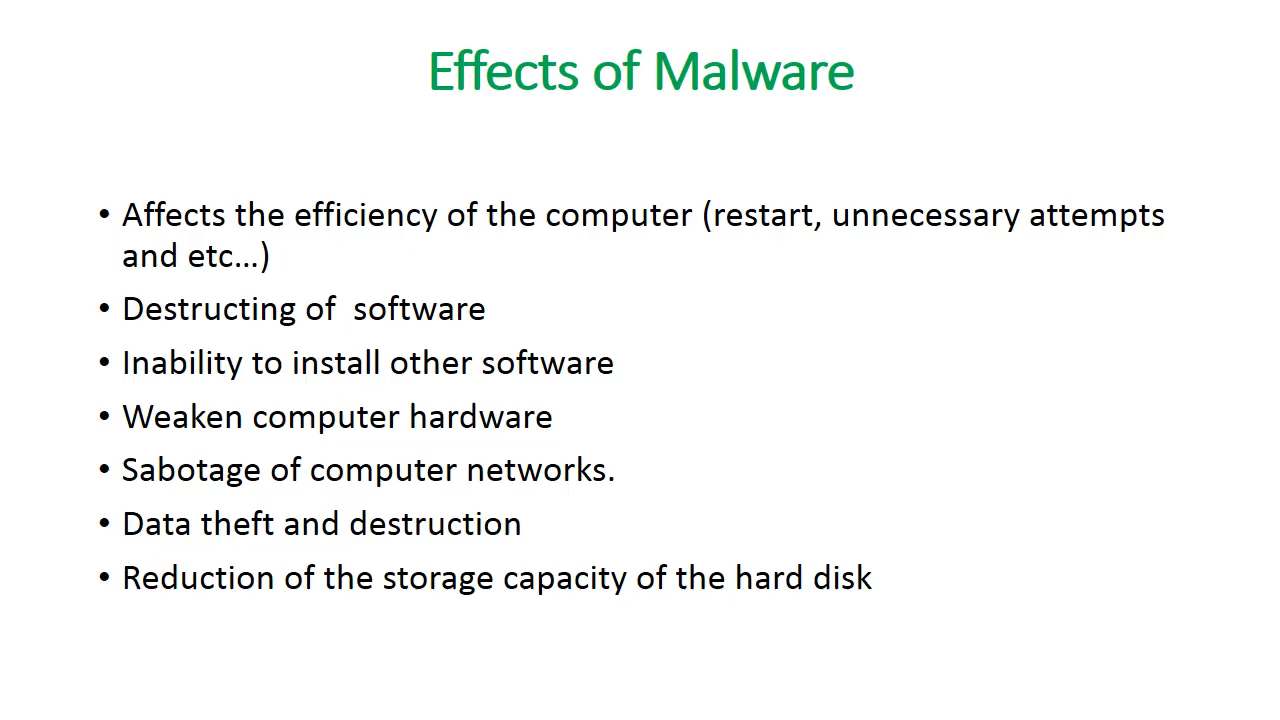 Effects of Malware
• Affects the efficiency of the computer (restart, unnecessary attempts
and etc...)
• Destructing of  software
• Inability to install other software
• Weaken computer hardware
• Sabotage of computer networks.
• Data theft and destruction
• Reduction of the storage capacity of the hard disk